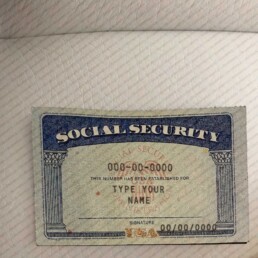 SOCIAL SECURITY
000-00-0000
THIS NUMBER HAS BEEN ESTABLISHED FOR
TYPE YOUR
NAME
SIGNATURE
00/00/0000